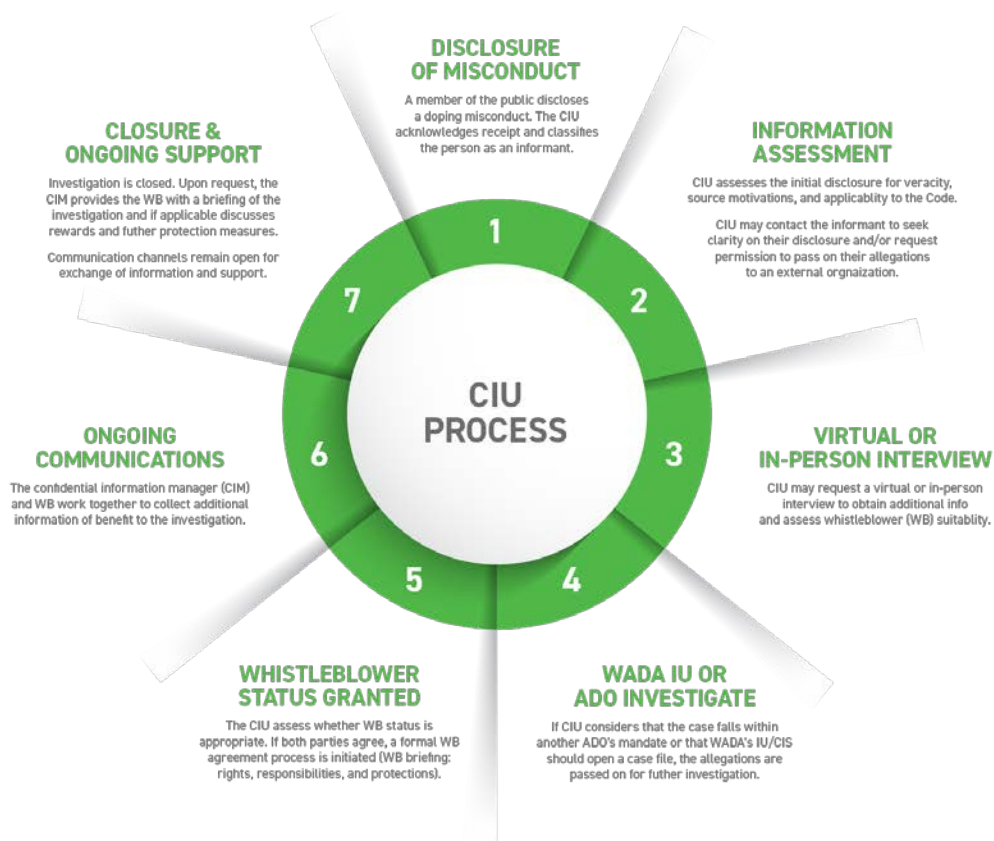 DISCLOSURE
OF MISCONDUCT
A member of the public discloses
a doping misconduct. The CIU
acknlowledges receipt and classifies
the person as an informant.
1
INFORMATION
ASSESSMENT
CIU assesses the initial disclosure for veracity,
source motivations, and applicablity to the Code.
CIU may contact the informant to seek
clarity on their disclosure and/or request
permission to pass on their allegations
to an external orgnaization.
2
VIRTUAL OR
IN-PERSON INTERVIEW
CIU may request a virtual or in-person
interview to obtain additional info
and assess whistleblower (WB) suitablity.
3
WADA IU OR
ADO INVESTIGATE
If CIU considers that the case falls within
another ADO's mandate or that WADA's IU/CIS
should open a case file, the allegations are
passed on for futher investigation.
4
WHISTLEBLOWER
STATUS GRANTED
The CIU assess whether WB status is
appropriate. If both parties agree, a formal WB
agreement process is initiated (WB briefing:
rights, responsibilities, and protections).
5
ONGOING
COMMUNICATIONS
The confidential information manager (CIM)
and WB work together to collect additional
information of benefit to the investigation.
6
CLOSURE &
ONGOING SUPPORT
Investigation is closed. Upon request, the
CIM provides the WB with a briefing of the
investigation and if applicable discusses
rewards and futher protection measures.
Communication channels remain open for
exchange of information and support.
7
CIU
PROCESS